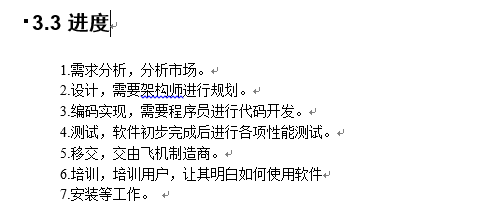 3.3 进度
1.需求分析，分析市场。
2.设计，需要架构师进行规划。
3.编码实现，需要程序员进行代码开发。
4.测试，软件初步完成后进行各项性能测试。
5.移交，交由飞机制造商。
6.培训，培训用户，让其明白如何使用软件
7.安装等工作。